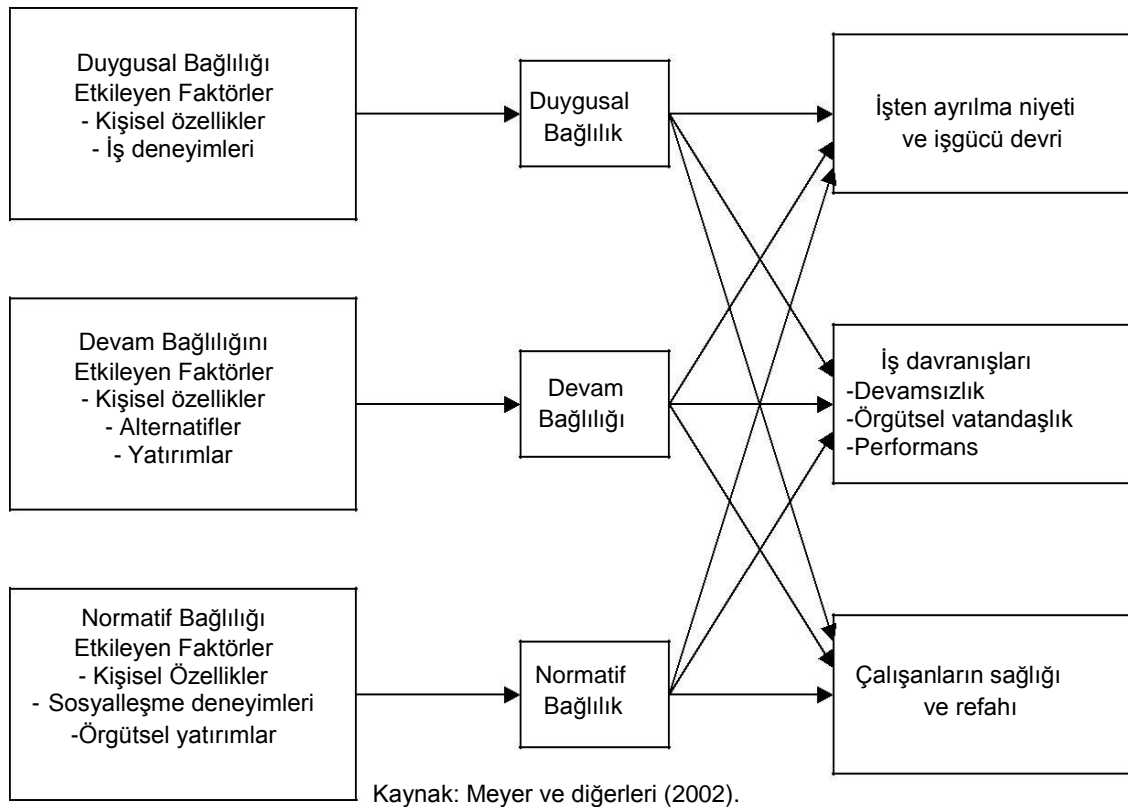 Duygusal Bağlılığı
Etkileyen Faktörler
- Kişisel özellikler
- İş deneyimleri
Duygusal
Bağlılık
İşten ayrılma niyeti
ve işgücü devri
Devam Bağlılığını
Etkileyen Faktörler
- Kişisel özellikler
- Alternatifler
- Yatırımlar
Devam
Bağlılığı
İş davranışları
-Devamsızlık
-Örgütsel vatandaşlık
-Performans
Normatif Bağlılığı
Etkileyen Faktörler
- Kişisel Özellikler
- Sosyalleşme deneyimleri
-Örgütsel yatırımlar
Normatif
Bağlılık
Çalışanların sağlığı
ve refahı
Kaynak: Meyer ve diğerleri (2002).